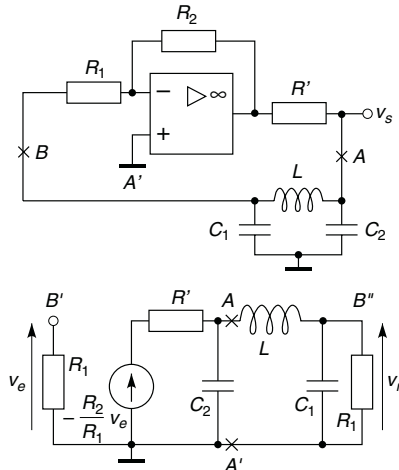 R2
R1
− ▷ ∞
R'
vs
+
B
A'
A
L
C1
C2
B'
R'
A
B"
L
ve
R1
− R2/R1 ve
C2
C1
R1
vr
A'